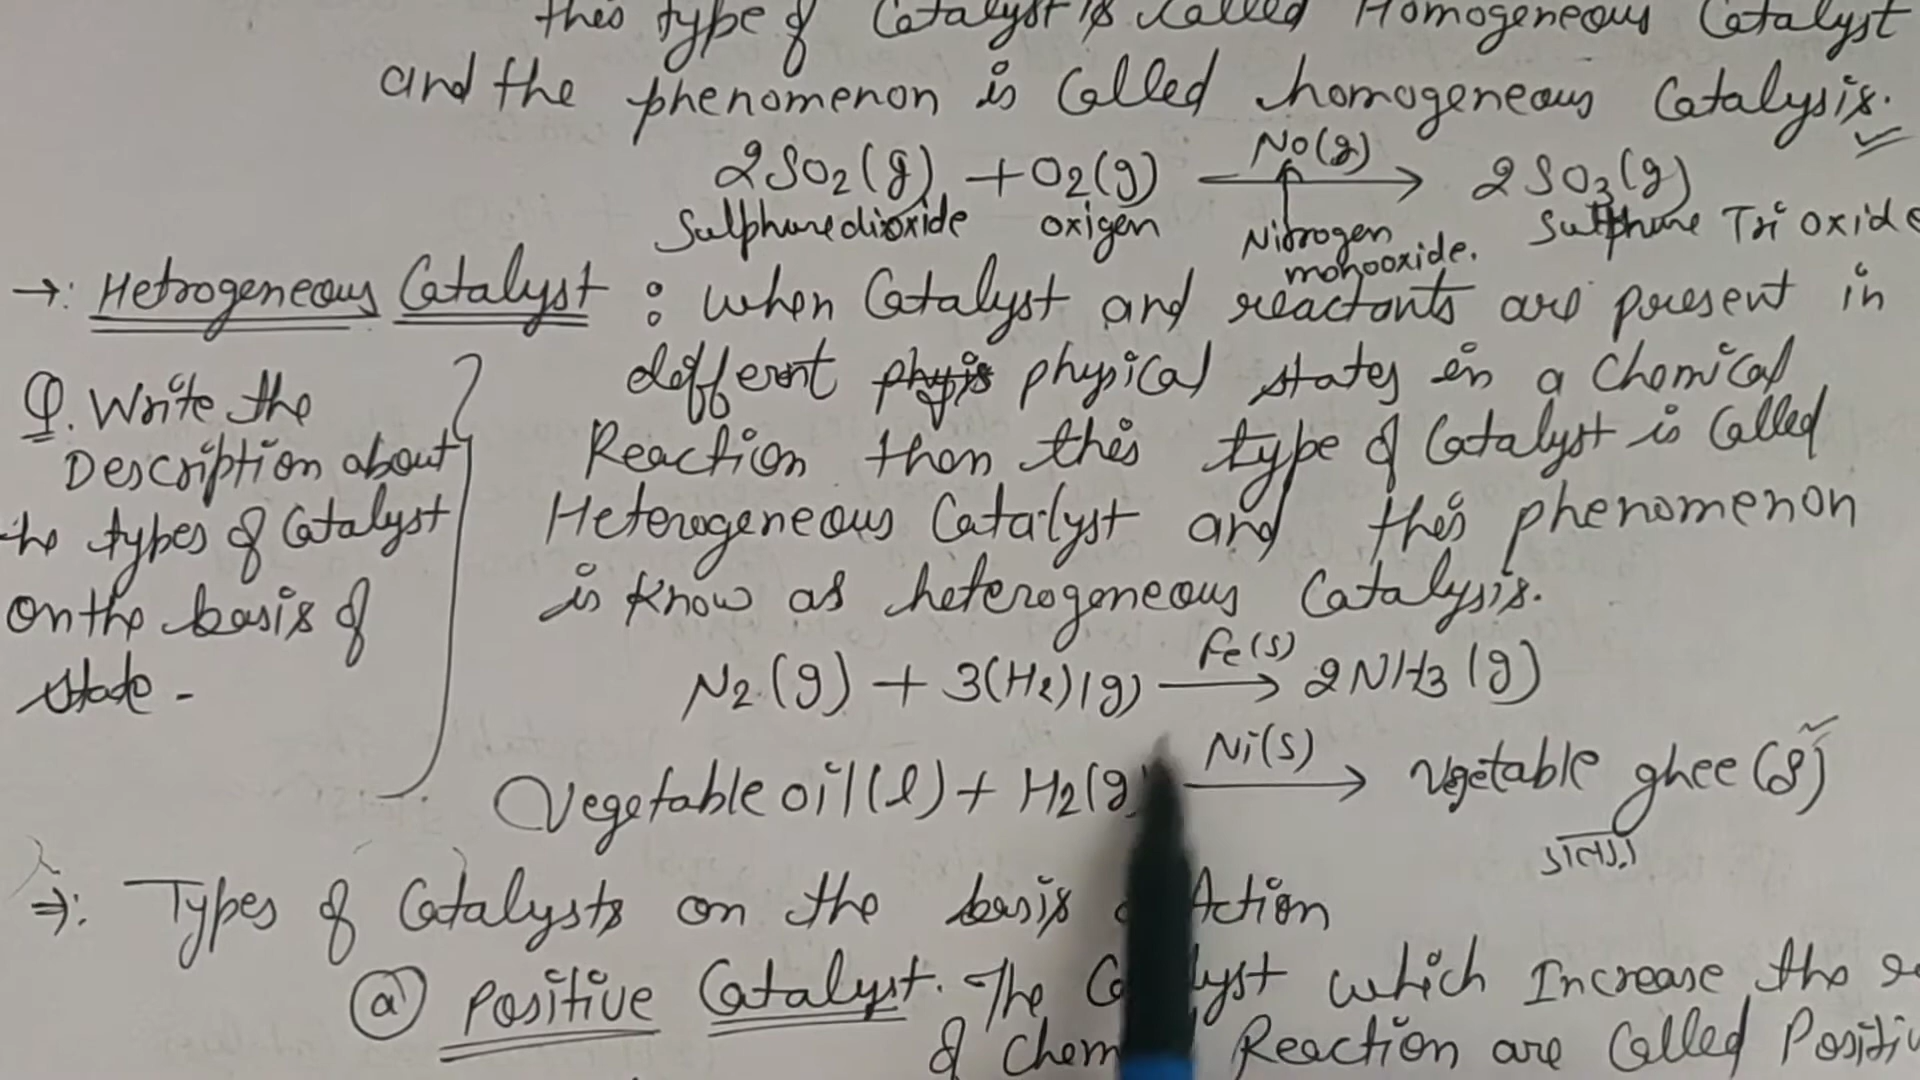 this type of Catalyst is Called Homogeneous Catalyst
and the phenomenon is Called homogeneous Catalysis.
2SO2(g) + O2(g) No(g) 2SO3(g)
Sulphuredioxide oxigen Nitrogen monooxide. Sulphure Tri oxide
→: Hetrogeneous Catalyst : when Catalyst and reactants are present in
different physical states in a Chemical
Reaction then this type of Catalyst is Called
Heterogeneous Catalyst and this phenomenon
is know as heterogeneous Catalysis.
Q. Write the
Description about
the types of Catalyst
on the basis of
state -
N2(g) + 3(H2)(g) Fe(s) → 2NH3(g)
Vegetable oil(l) + H2(g) Ni(s) → Vegetable ghee(s)
⇒: Types of Catalysts on the basis Action
(a) Positive Catalyst. The which Increase the
of Reaction are Called